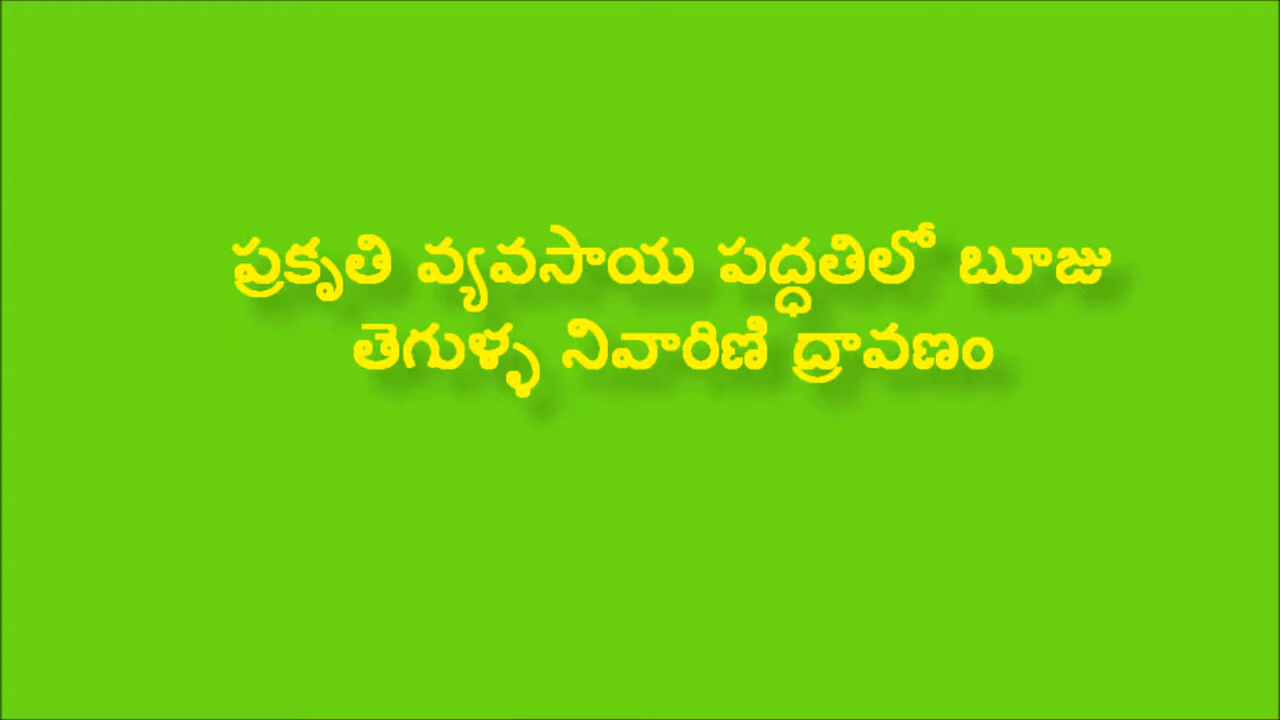 ప్రకృతి వ్యవసాయ పద్ధతిలో బూజు
తెగుళ్ళ నివారిణి ద్రావణం